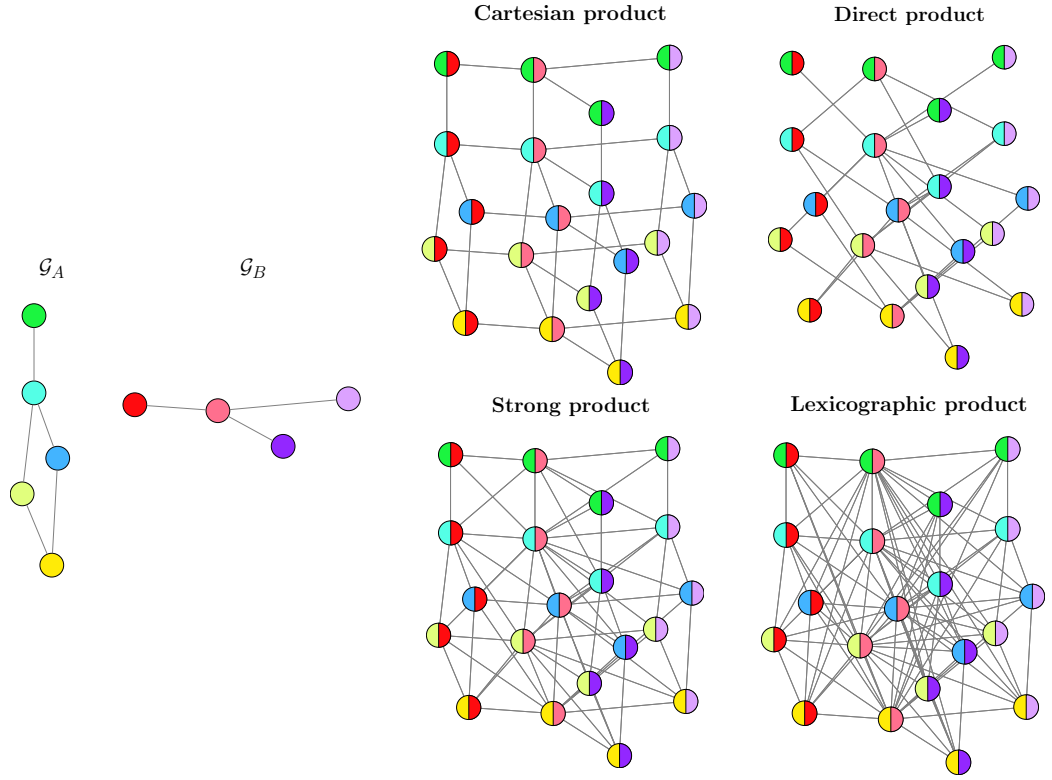 Cartesian product
Direct product
𝒢_A
𝒢_B
Strong product
Lexicographic product